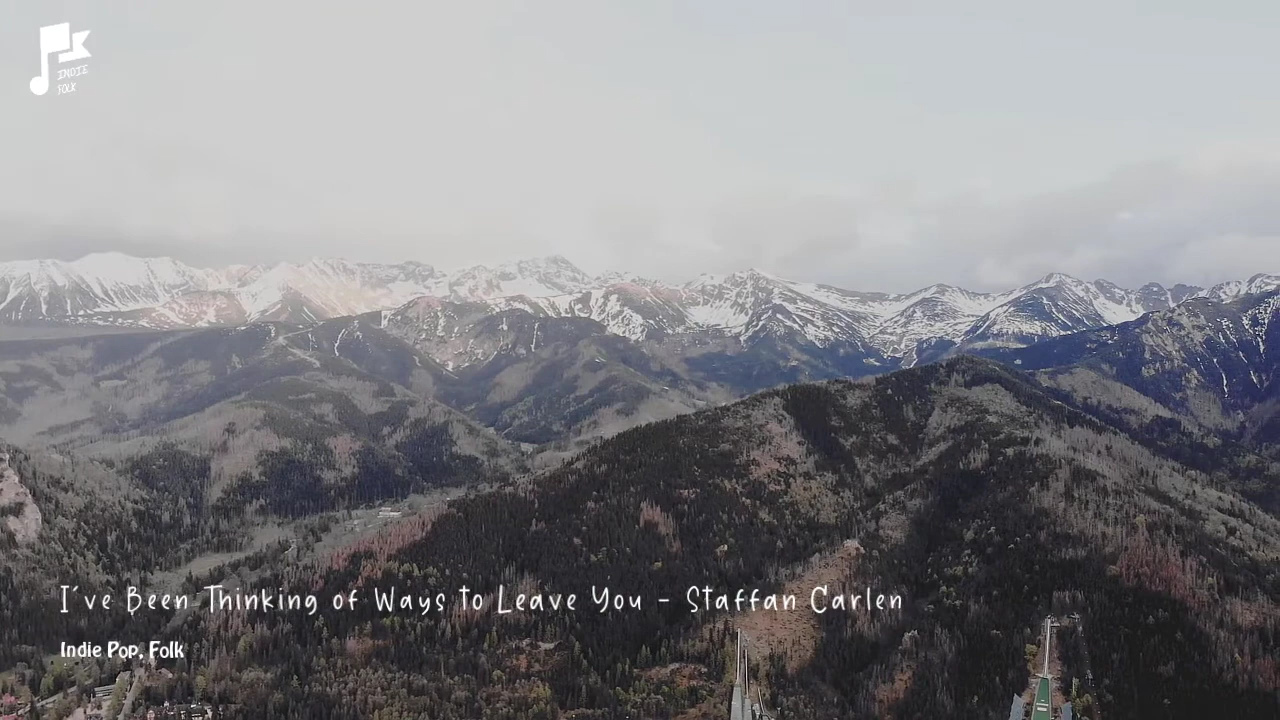 INDIE
FOLK
I've Been Thinking of Ways to Leave You - Staffan Carlen
Indie Pop, Folk